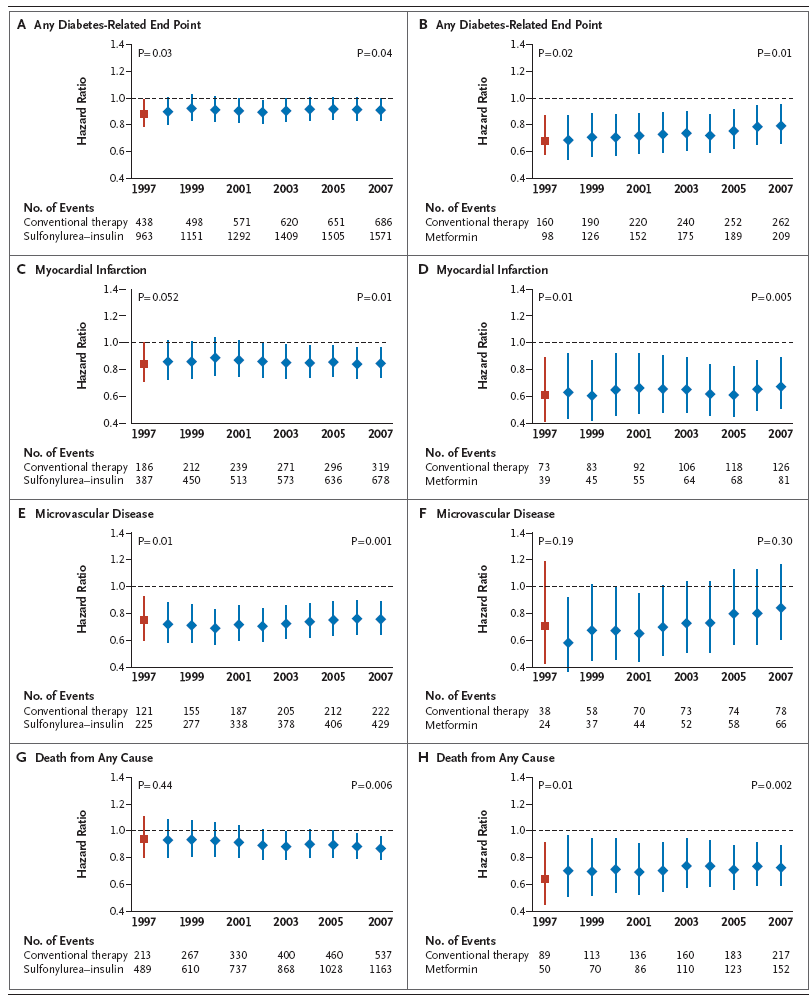 A Any Diabetes-Related End Point
1.4
P=0.03 P=0.04
1.2
1.0
0.8
0.6
0.4
Hazard Ratio
1997 1999 2001 2003 2005 2007
No. of Events
Conventional therapy 438 498 571 620 651 686
Sulfonylurea–insulin 963 1151 1292 1409 1505 1571
B Any Diabetes-Related End Point
1.4
P=0.02 P=0.01
1.2
1.0
0.8
0.6
0.4
Hazard Ratio
1997 1999 2001 2003 2005 2007
No. of Events
Conventional therapy 160 190 220 240 252 262
Metformin 98 126 152 175 189 209
C Myocardial Infarction
1.4
P=0.052 P=0.01
1.2
1.0
0.8
0.6
0.4
Hazard Ratio
1997 1999 2001 2003 2005 2007
No. of Events
Conventional therapy 186 212 239 271 296 319
Sulfonylurea–insulin 387 450 513 573 636 678
D Myocardial Infarction
1.4
P=0.01 P=0.005
1.2
1.0
0.8
0.6
0.4
Hazard Ratio
1997 1999 2001 2003 2005 2007
No. of Events
Conventional therapy 73 83 92 106 118 126
Metformin 39 45 55 64 68 81
E Microvascular Disease
1.4
P=0.01 P=0.001
1.2
1.0
0.8
0.6
0.4
Hazard Ratio
1997 1999 2001 2003 2005 2007
No. of Events
Conventional therapy 121 155 187 205 212 222
Sulfonylurea–insulin 225 277 338 378 406 429
F Microvascular Disease
1.4
P=0.19 P=0.30
1.2
1.0
0.8
0.6
0.4
Hazard Ratio
1997 1999 2001 2003 2005 2007
No. of Events
Conventional therapy 38 58 70 73 74 78
Metformin 24 37 44 52 58 66
G Death from Any Cause
1.4
P=0.44 P=0.006
1.2
1.0
0.8
0.6
0.4
Hazard Ratio
1997 1999 2001 2003 2005 2007
No. of Events
Conventional therapy 213 267 330 400 460 537
Sulfonylurea–insulin 489 610 737 868 1028 1163
H Death from Any Cause
1.4
P=0.01 P=0.002
1.2
1.0
0.8
0.6
0.4
Hazard Ratio
1997 1999 2001 2003 2005 2007
No. of Events
Conventional therapy 89 113 136 160 183 217
Metformin 50 70 86 110 123 152